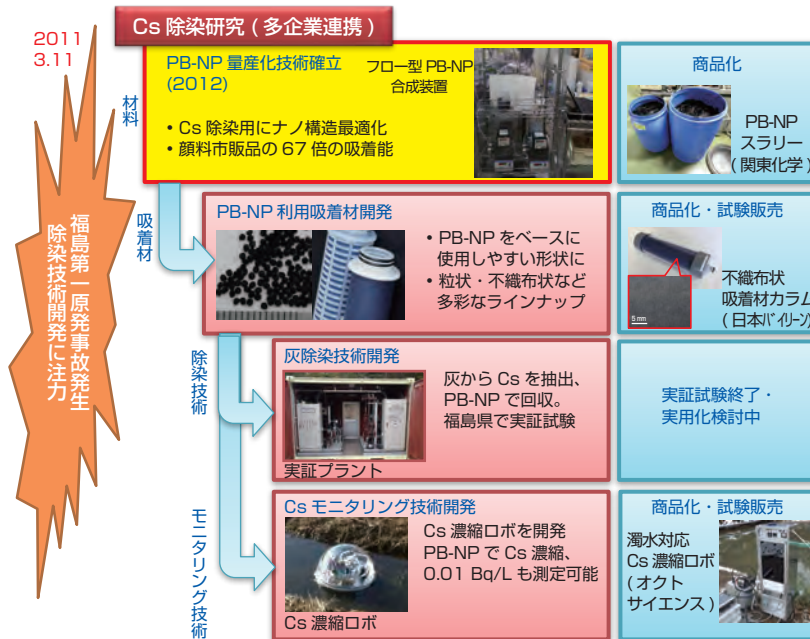 Cs 除染研究 ( 多企業連携 )
2011
3.11
福島第一原発事故発生
除染技術開発に注力
材料
PB-NP 量産化技術確立
(2012)
フロー型 PB-NP
合成装置
• Cs 除染用にナノ構造最適化
• 顔料市販品の 67 倍の吸着能
商品化
PB-NP
スラリー
( 関東化学 )
吸着材
PB-NP 利用吸着材開発
• PB-NP をベースに
使用しやすい形状に
• 粒状・不織布状など
多彩なラインナップ
商品化・試験販売
5 mm
不織布状
吸着材カラム
( 日本バイリーン)
除染技術
灰除染技術開発
灰から Cs を抽出、
PB-NP で回収。
福島県で実証試験
実証プラント
実証試験終了・
実用化検討中
モニタリング技術
Cs モニタリング技術開発
Cs 濃縮ロボを開発
PB-NP で Cs 濃縮、
0.01 Bq/L も測定可能
Cs 濃縮ロボ
商品化・試験販売
濁水対応
Cs 濃縮ロボ
( オクト
サイエンス )